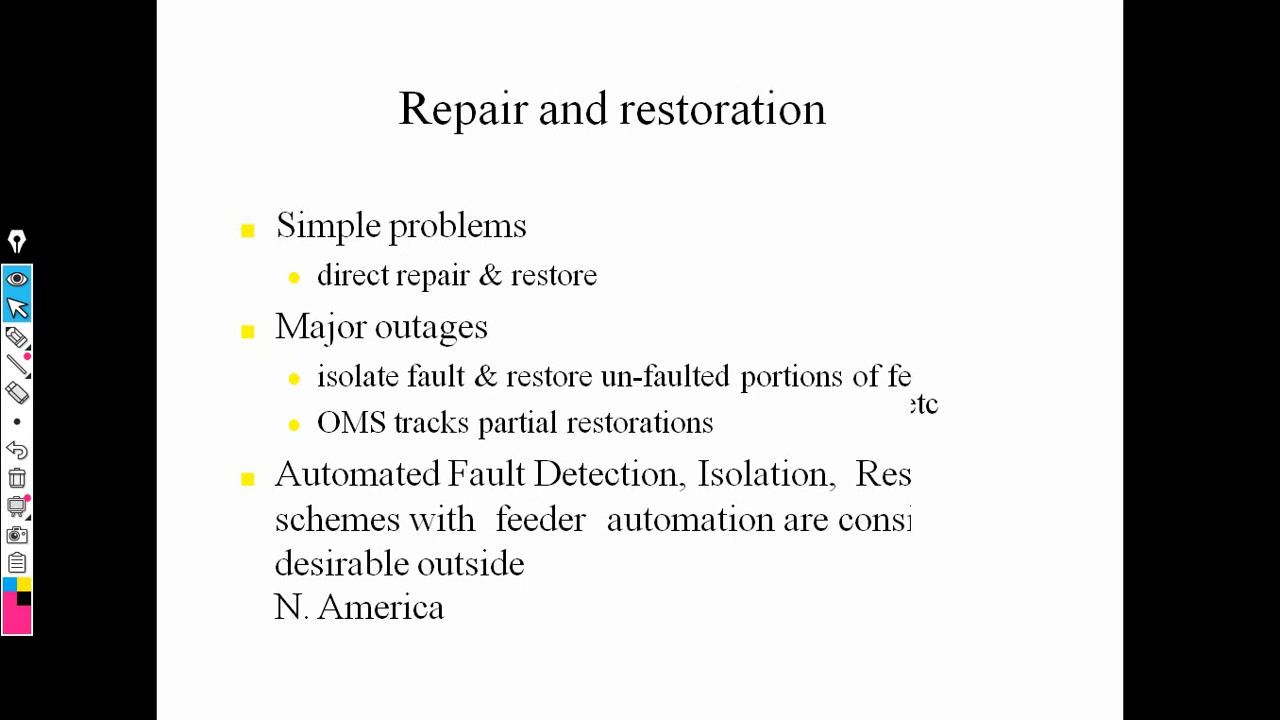 Repair and restoration
Simple problems
direct repair & restore
Major outages
isolate fault & restore un-faulted portions of fe
etc
OMS tracks partial restorations
Automated Fault Detection, Isolation, Res
schemes with feeder automation are consi
desirable outside
N. America